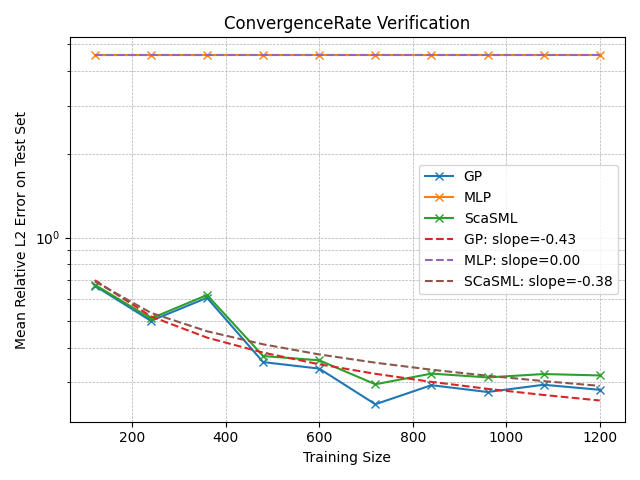 ConvergenceRate Verification
Mean Relative L2 Error on Test Set
10⁰
GP
MLP
ScaSML
GP: slope=-0.43
MLP: slope=0.00
SCaSML: slope=-0.38
200 400 600 800 1000 1200
Training Size